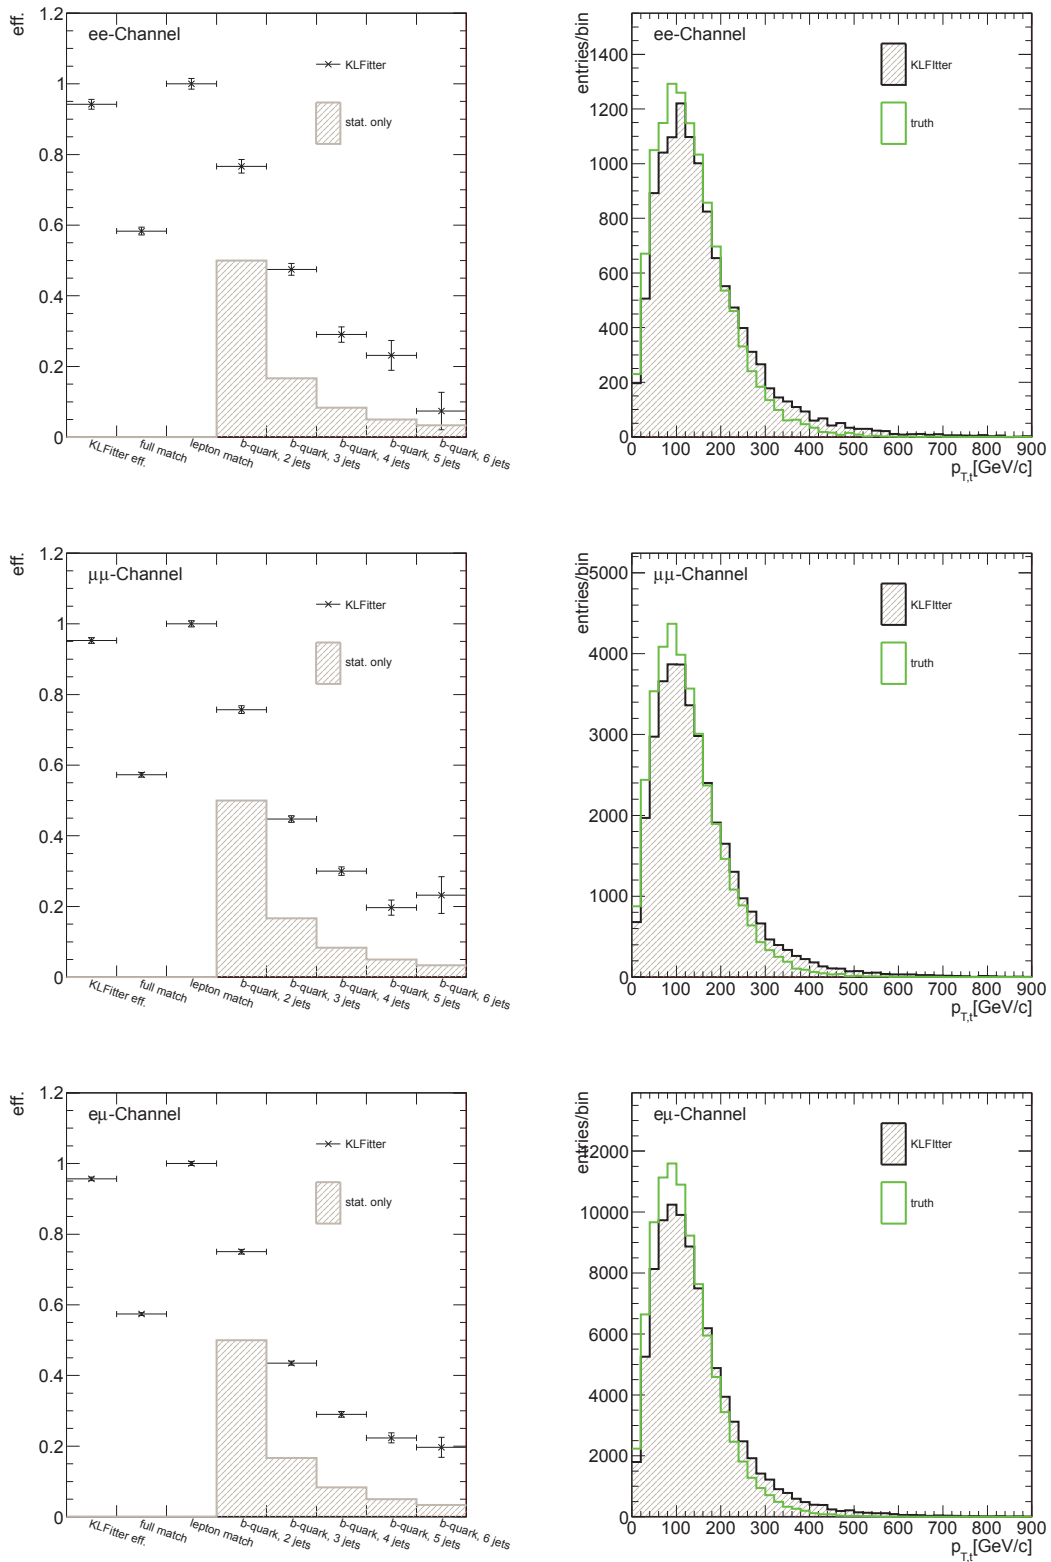 eff.
1.2
1
0.8
0.6
0.4
0.2
0
ee-Channel
KLFitter
stat. only
KLFitter eff.
full match
lepton match
b-quark, 2 jets
b-quark, 3 jets
b-quark, 4 jets
b-quark, 5 jets
b-quark, 6 jets
entries/bin
1400
1200
1000
800
600
400
200
0
ee-Channel
KLFItter
truth
0 100 200 300 400 500 600 700 800 900
p_T,t[GeV/c]
eff.
1.2
1
0.8
0.6
0.4
0.2
0
μμ-Channel
KLFitter
stat. only
KLFitter eff.
full match
lepton match
b-quark, 2 jets
b-quark, 3 jets
b-quark, 4 jets
b-quark, 5 jets
b-quark, 6 jets
entries/bin
5000
4000
3000
2000
1000
0
μμ-Channel
KLFItter
truth
0 100 200 300 400 500 600 700 800 900
p_T,t[GeV/c]
eff.
1.2
1
0.8
0.6
0.4
0.2
0
eμ-Channel
KLFitter
stat. only
KLFitter eff.
full match
lepton match
b-quark, 2 jets
b-quark, 3 jets
b-quark, 4 jets
b-quark, 5 jets
b-quark, 6 jets
entries/bin
12000
10000
8000
6000
4000
2000
0
eμ-Channel
KLFItter
truth
0 100 200 300 400 500 600 700 800 900
p_T,t[GeV/c]